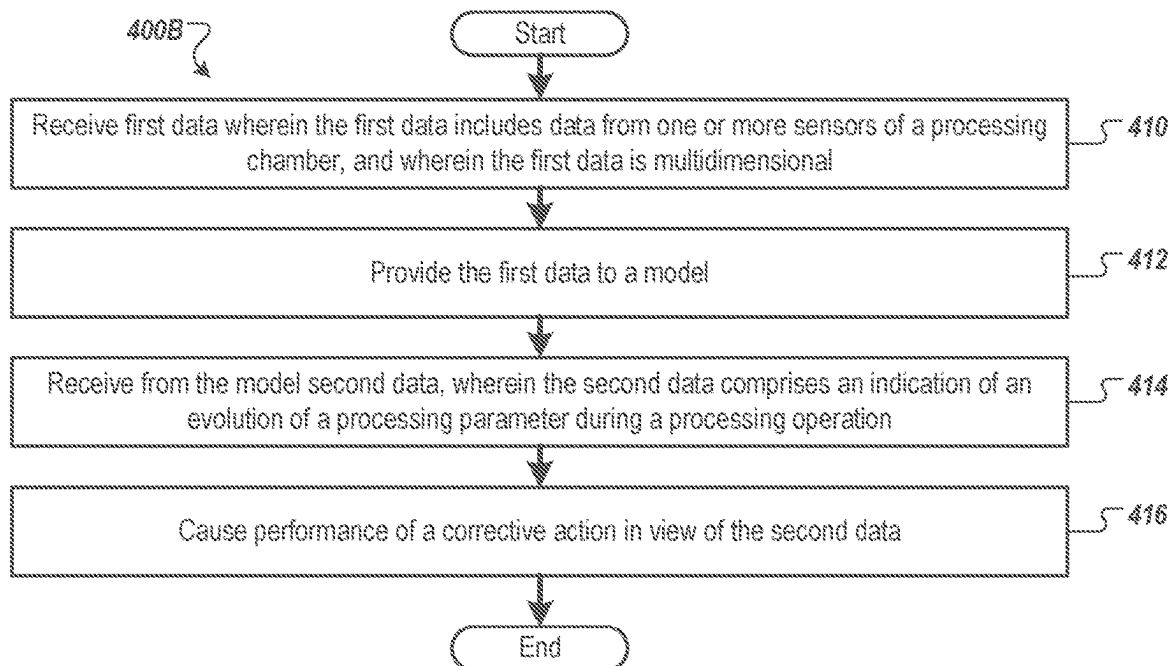 400B
Start
Receive first data wherein the first data includes data from one or more sensors of a processing
chamber, and wherein the first data is multidimensional
410
Provide the first data to a model
412
Receive from the model second data, wherein the second data comprises an indication of an
evolution of a processing parameter during a processing operation
414
Cause performance of a corrective action in view of the second data
416
End